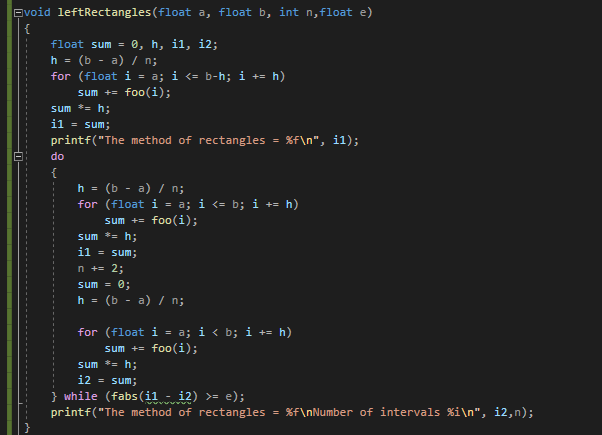 void leftRectangles(float a, float b, int n,float e)
{
float sum = 0, h, i1, i2;
h = (b - a) / n;
for (float i = a; i <= b-h; i += h)
sum += foo(i);
sum *= h;
i1 = sum;
printf("The method of rectangles = %f\n", i1);
do
{
h = (b - a) / n;
for (float i = a; i <= b; i += h)
sum += foo(i);
sum *= h;
i1 = sum;
n += 2;
sum = 0;
h = (b - a) / n;
for (float i = a; i < b; i += h)
sum += foo(i);
sum *= h;
i2 = sum;
} while (fabs(i1 - i2) >= e);
printf("The method of rectangles = %f\nNumber of intervals %i\n", i2,n);
}